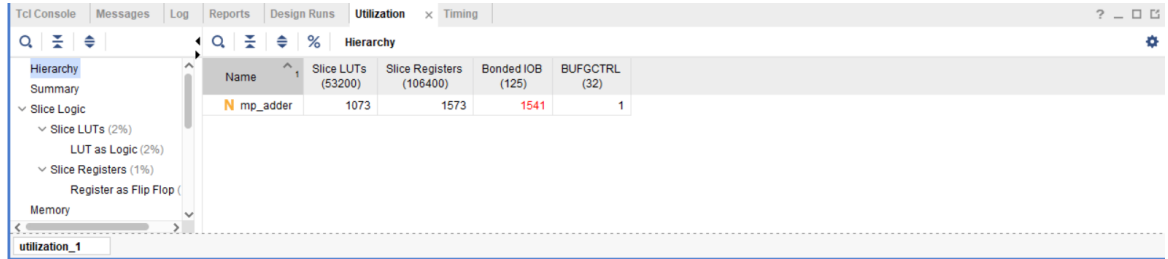 Tcl Console Messages Log Reports Design Runs Utilization × Timing ?
% Hierarchy
Hierarchy
Summary
Slice Logic
Slice LUTs (2%)
LUT as Logic (2%)
Slice Registers (1%)
Register as Flip Flop (
Memory
Name 1 Slice LUTs (53200) Slice Registers (106400) Bonded IOB (125) BUFGCTRL (32)
N mp_adder 1073 1573 1541 1
utilization_1